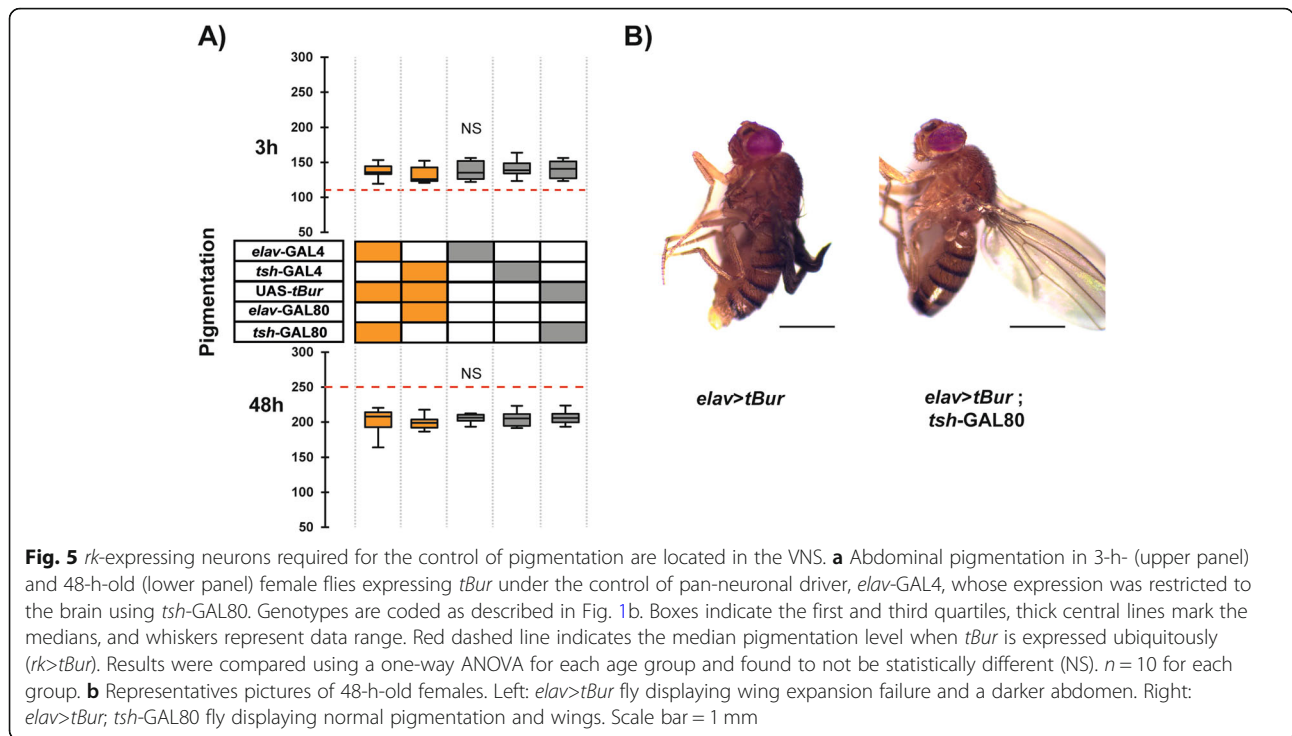 A)
300
250
200
3h
150
100
50
NS
Pigmentation
elav-GAL4
tsh-GAL4
UAS-tBur
elav-GAL80
tsh-GAL80
300
250
200
48h
150
100
50
NS
B)
elav>tBur
elav>tBur ;
tsh-GAL80
Fig. 5 rk-expressing neurons required for the control of pigmentation are located in the VNS. a Abdominal pigmentation in 3-h- (upper panel)
and 48-h-old (lower panel) female flies expressing tBur under the control of pan-neuronal driver, elav-GAL4, whose expression was restricted to
the brain using tsh-GAL80. Genotypes are coded as described in Fig. 1b. Boxes indicate the first and third quartiles, thick central lines mark the
medians, and whiskers represent data range. Red dashed line indicates the median pigmentation level when tBur is expressed ubiquitously
(rk>tBur). Results were compared using a one-way ANOVA for each age group and found to not be statistically different (NS). n = 10 for each
group. b Representatives pictures of 48-h-old females. Left: elav>tBur fly displaying wing expansion failure and a darker abdomen. Right:
elav>tBur; tsh-GAL80 fly displaying normal pigmentation and wings. Scale bar = 1 mm